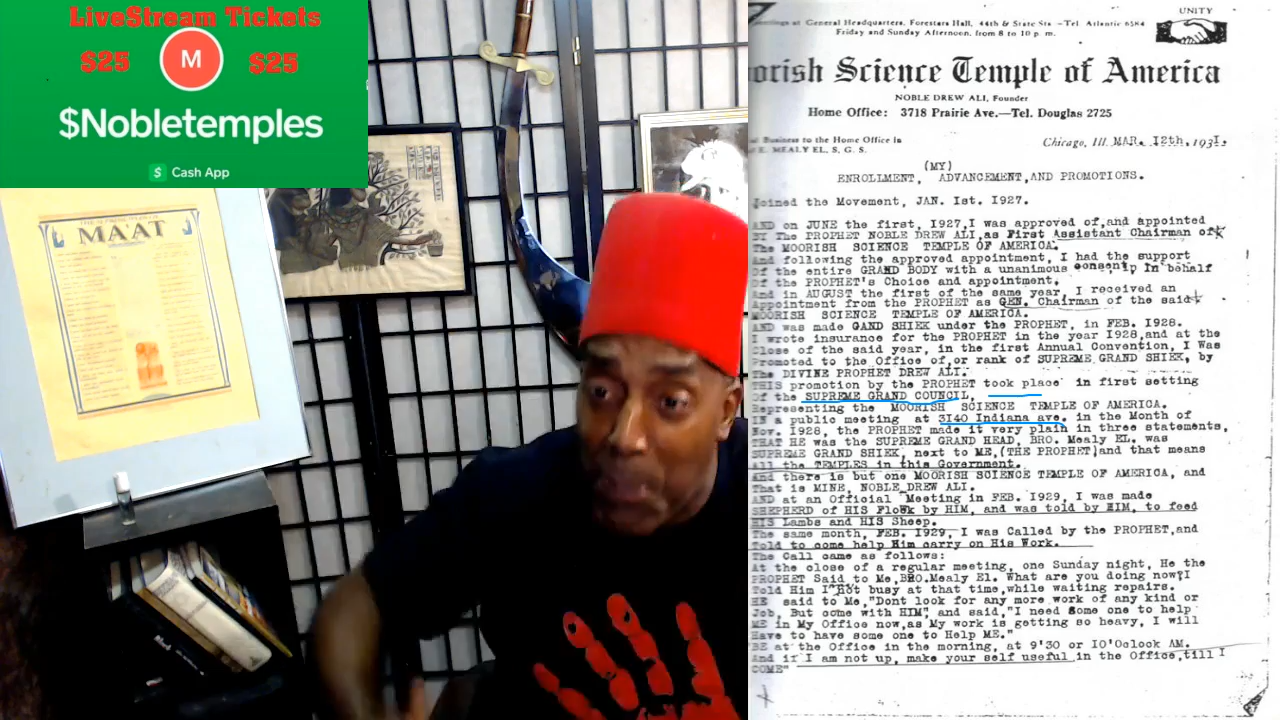 LiveStream Tickets
$25 M $25
$Nobletemples
$ Cash App
MA'AT
UNITY
at General Headquarters, Forestars Hall, 44th & State Sts —Tel. Atlantic 6584
Friday and Sunday Afternoon, from 8 to 10 p. m.
orish Science Temple of America
NOBLE DREW ALI, Founder
Home Office: 3718 Prairie Ave.—Tel. Douglas 2725
Business to the Home Office in
MEALY EL, S, G. S.
Chicago, Ill. MAR. 12th. 1931.
(MY)
ENROLLMENT, ADVANCEMENT, AND PROMOTIONS.
Joined the Movement, JAN. Ist. 1927.
AND on JUNE the first, 1927, I was approved of, and appointed
BY The PROPHET NOBLE DREW ALI, as First Assistant Chairman of
The MOORISH SCIENCE TEMPLE OF AMERICA.
And following the approved appointment, I had the support
Of the entire GRAND BODY with a unanimous In behalf
Of the PROPHET's Choice and appointment.
And in AUGUST the first of the same year, I received an
Appointment from the PROPHET as GEN. Chairman of the said
MOORISH SCIENCE TEMPLE OF AMERICA.
AND was made GAND SHIEK under the PROPHET, in FEB. 1928.
I wrote insurance for the PROPHET in the year 1928, and at the
Close of the said year, in the first Annual Convention, I Was
Promoted to the Office of, or rank of SUPREME GRAND SHIEK, by
The DIVINE PROPHET DREW ALI.
THIS promotion by the PROPHET took place in first setting
Of the SUPREME GRAND COUNCIL,
Representing the MOORISH SCIENCE TEMPLE OF AMERICA.
In a public meeting at 3I40 Indiana ave. in the Month of
Nov. 1928, the PROPHET made it very plain in three statements,
THAT HE was the SUPREME GRAND HEAD, BRO. Mealy EL. was
SUPREME GRAND SHIEK, next to ME, (THE PROPHET) and that means
all the TEMPLES in this Government.
And there is but one MOORISH SCIENCE TEMPLE OF AMERICA, and
That is MINE, NOBLE DREW ALI.
AND at an Official Meeting in FEB. 1929, I was made
SHEPHERD of HIS Flock by HIM, and was told by HIM, to feed
HIS Lambs and HIS Sheep.
The same month, FEB. 1929, I was Called by the PROPHET, and
Told to come help Him carry on His Work.
The Call came as follows:
At the close of a regular meeting, one Sunday night, He the
PROPHET Said to Me, BRO. Mealy El. What are you doing now? I
Told Him I not busy at that time, while waiting repairs.
HE said to Me, "Dont look for any more work of any kind or
Job, But come with HIM" and said, "I need Some one to help
ME in My Office now, as My work is getting so heavy, I will
Have to have some one to Help ME."
BE at the Office in the morning, at 9'30 or IO'Oclock AM.
And if I am not up, make your self useful in the Office, till I
COME"